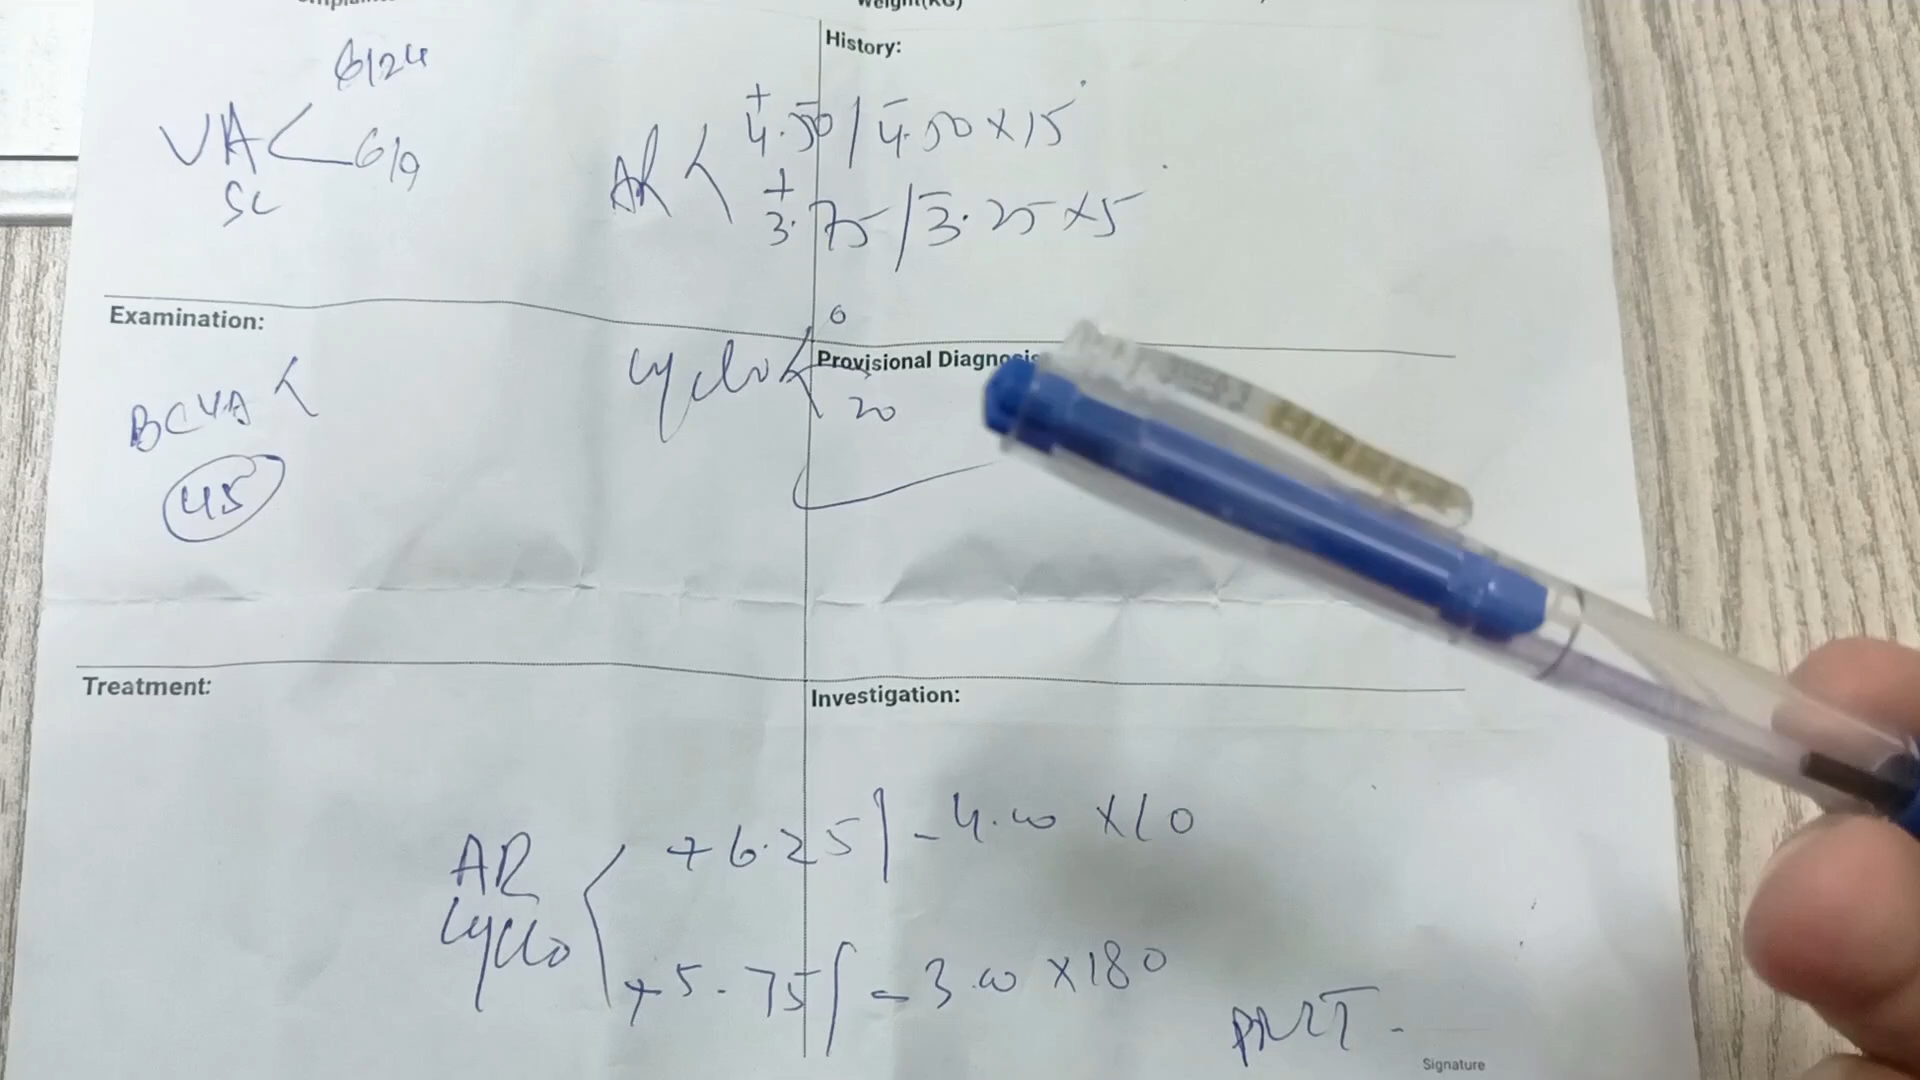 Weight(KG)
History:
6/24
VA < 6/9
SC
AR < +4.50 / -4.50 x 15
+3.75 / -3.25 x 5
Examination:
Cyclo <
Provisional Diagnosis
20
BCVA <
45
Treatment:
Investigation:
AR
Cyclo
+6.25 / -4.00 x 10
+5.75 / -3.00 x 180
PMT -
Signature